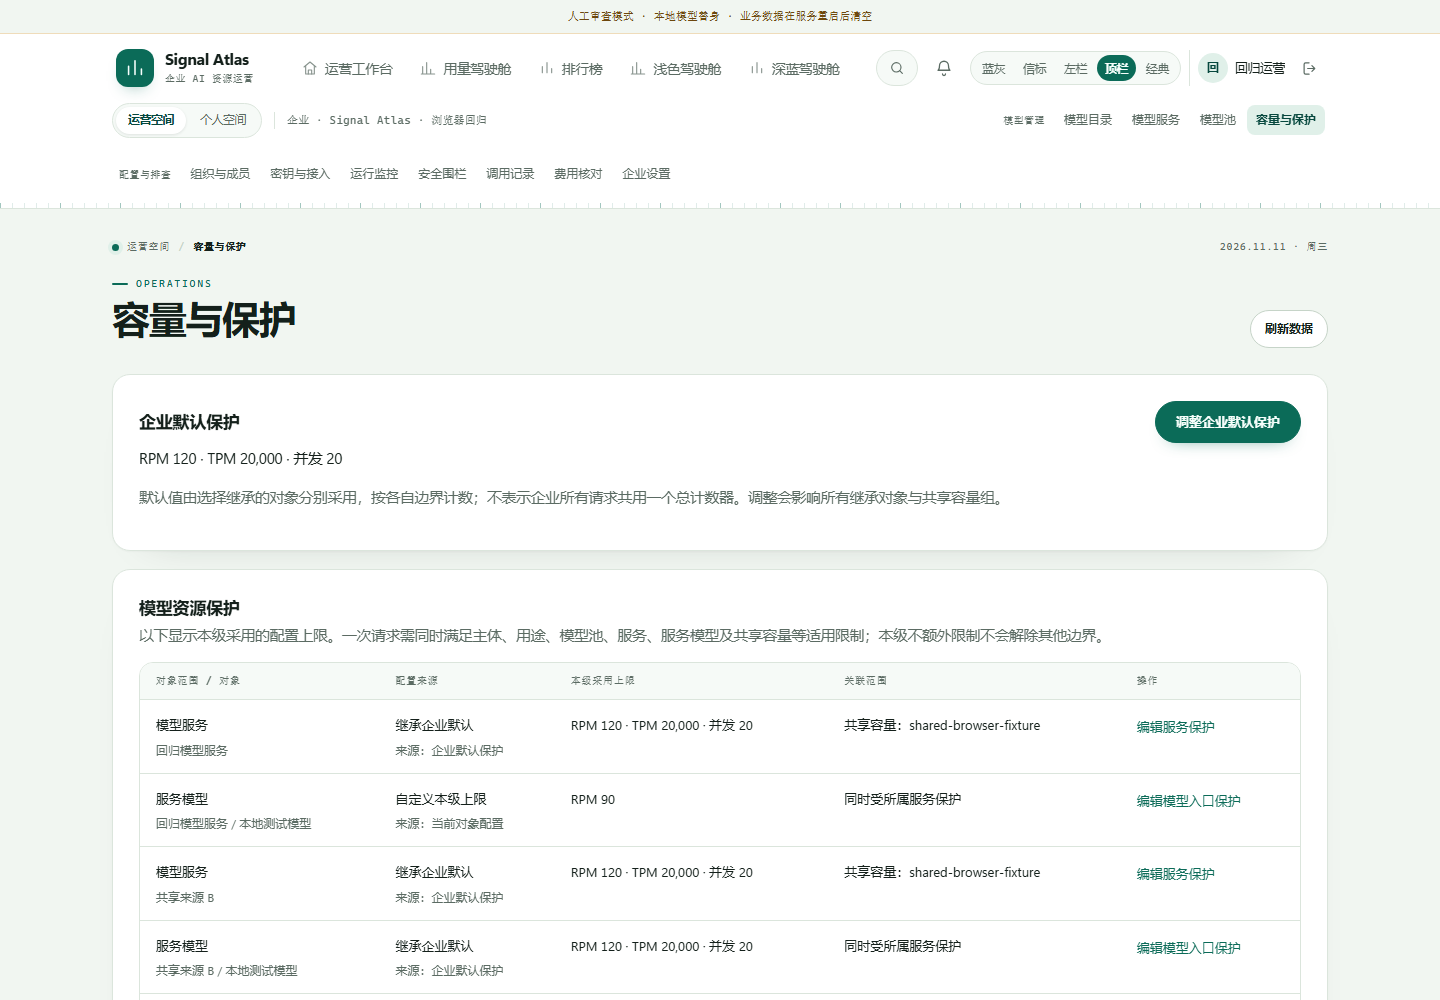 人工审查模式 · 本地模型替身 · 业务数据在服务重启后清空
Signal Atlas
企业 AI 资源运营
运营工作台
用量驾驶舱
排行榜
浅色驾驶舱
深蓝驾驶舱
蓝灰 信标 左栏 顶栏 经典
回 回归运营
运营空间 个人空间
企业 · Signal Atlas · 浏览器回归
模型管理 模型目录 模型服务 模型池 容量与保护
配置与排查 组织与成员 密钥与接入 运行监控 安全围栏 调用记录 费用核对 企业设置
运营空间 / 容量与保护
2026.11.11 · 周三
OPERATIONS
容量与保护
刷新数据
企业默认保护
调整企业默认保护
RPM 120 · TPM 20,000 · 并发 20
默认值由选择继承的对象分别采用，按各自边界计数；不表示企业所有请求共用一个总计数器。调整会影响所有继承对象与共享容量组。
模型资源保护
以下显示本级采用的配置上限。一次请求需同时满足主体、用途、模型池、服务、服务模型及共享容量等适用限制；本级不额外限制不会解除其他边界。
对象范围 / 对象 配置来源 本级采用上限 关联范围 操作
模型服务 继承企业默认 RPM 120 · TPM 20,000 · 并发 20 共享容量：shared-browser-fixture 编辑服务保护
回归模型服务 来源：企业默认保护
服务模型 自定义本级上限 RPM 90 同时受所属服务保护 编辑模型入口保护
回归模型服务 / 本地测试模型 来源：当前对象配置
模型服务 继承企业默认 RPM 120 · TPM 20,000 · 并发 20 共享容量：shared-browser-fixture 编辑服务保护
共享来源 B 来源：企业默认保护
服务模型 继承企业默认 RPM 120 · TPM 20,000 · 并发 20 同时受所属服务保护 编辑模型入口保护
共享来源 B / 本地测试模型 来源：企业默认保护